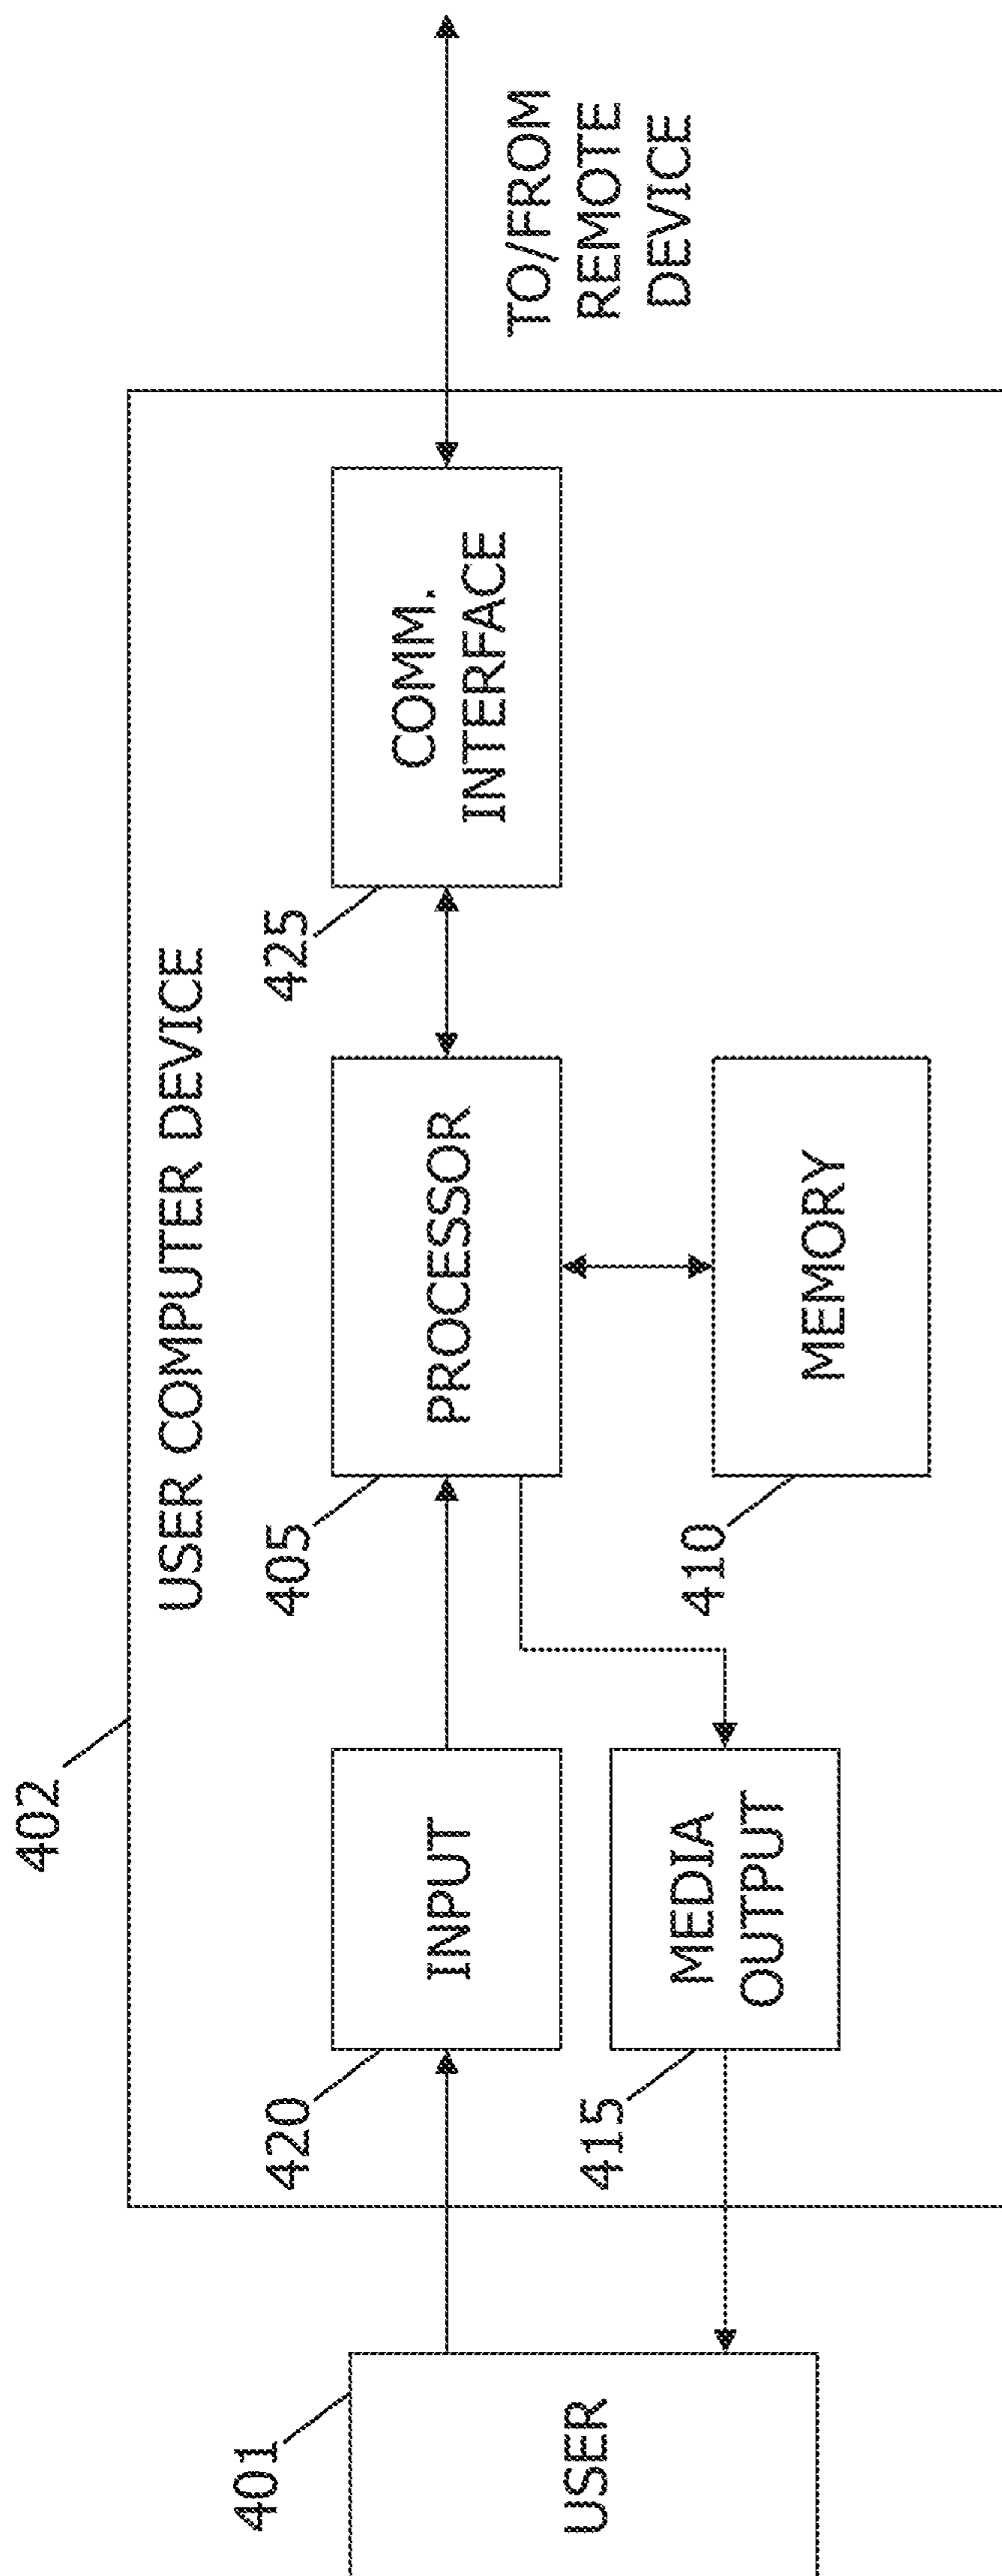 402
USER COMPUTER DEVICE
401
USER
420
INPUT
415
MEDIA
OUTPUT
405
PROCESSOR
410
MEMORY
425
COMM.
INTERFACE
TO/FROM
REMOTE
DEVICE